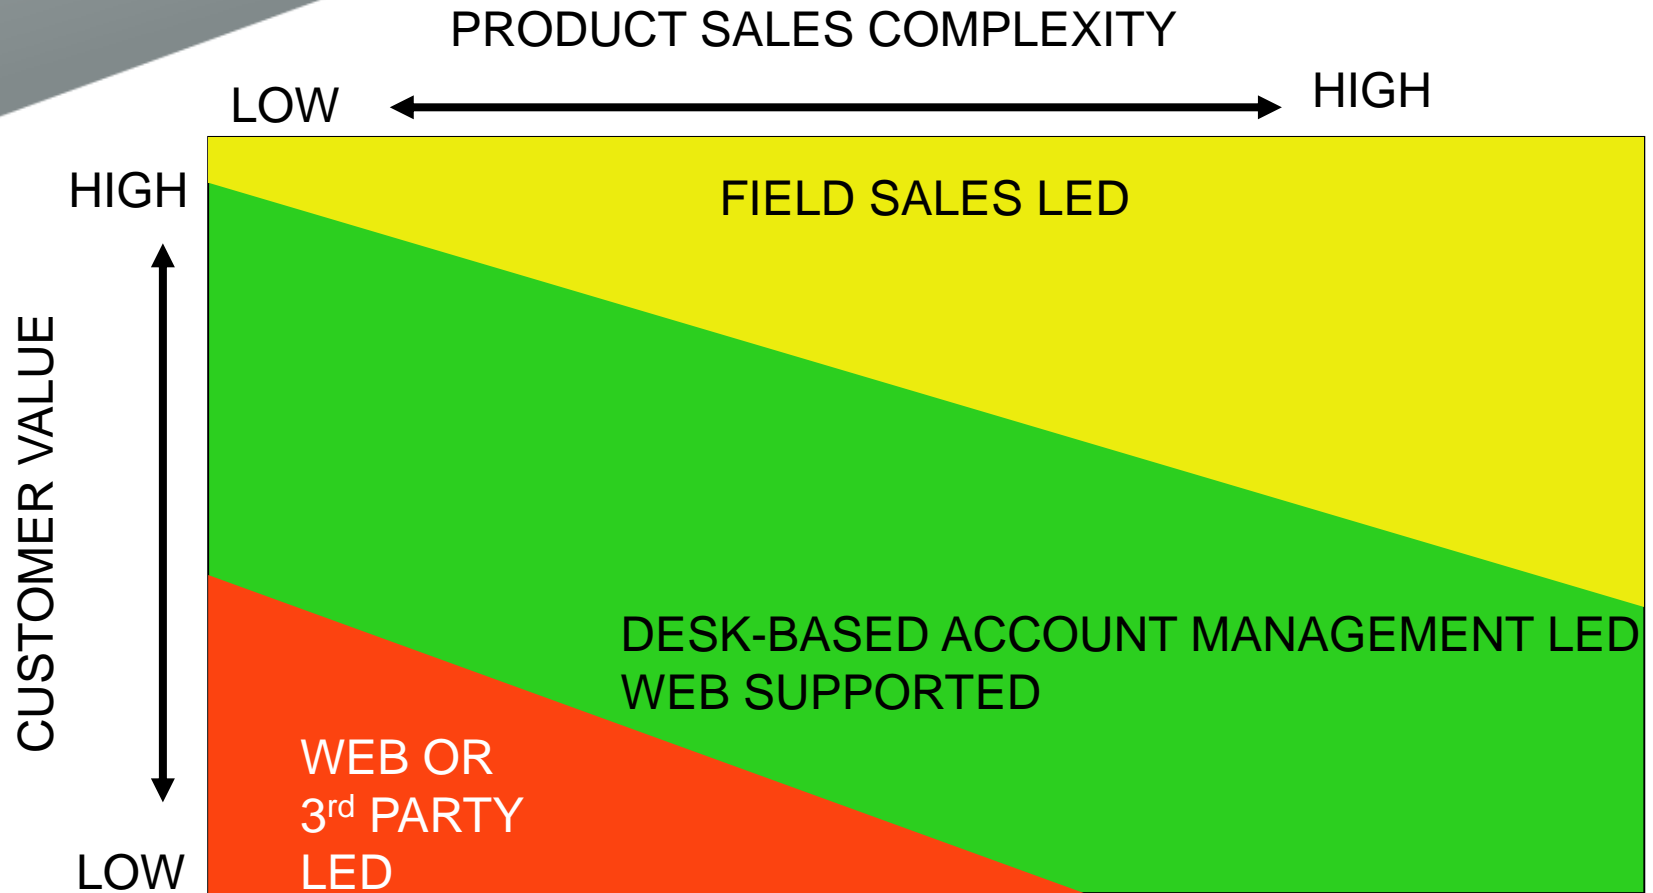 PRODUCT SALES COMPLEXITY
LOW
HIGH
HIGH
FIELD SALES LED
CUSTOMER VALUE
DESK-BASED ACCOUNT MANAGEMENT LED
WEB SUPPORTED
WEB OR
3rd PARTY
LED
LOW